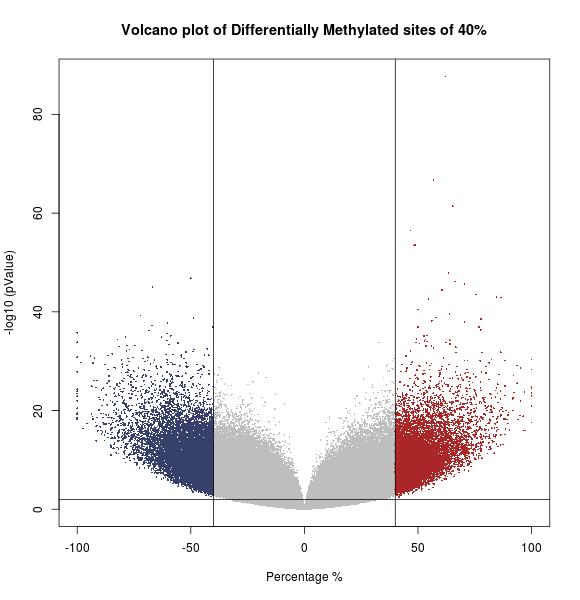 Volcano plot of Differentially Methylated sites of 40%
80
60
40
20
0
-log10 (pValue)
-100 -50 0 50 100
Percentage %